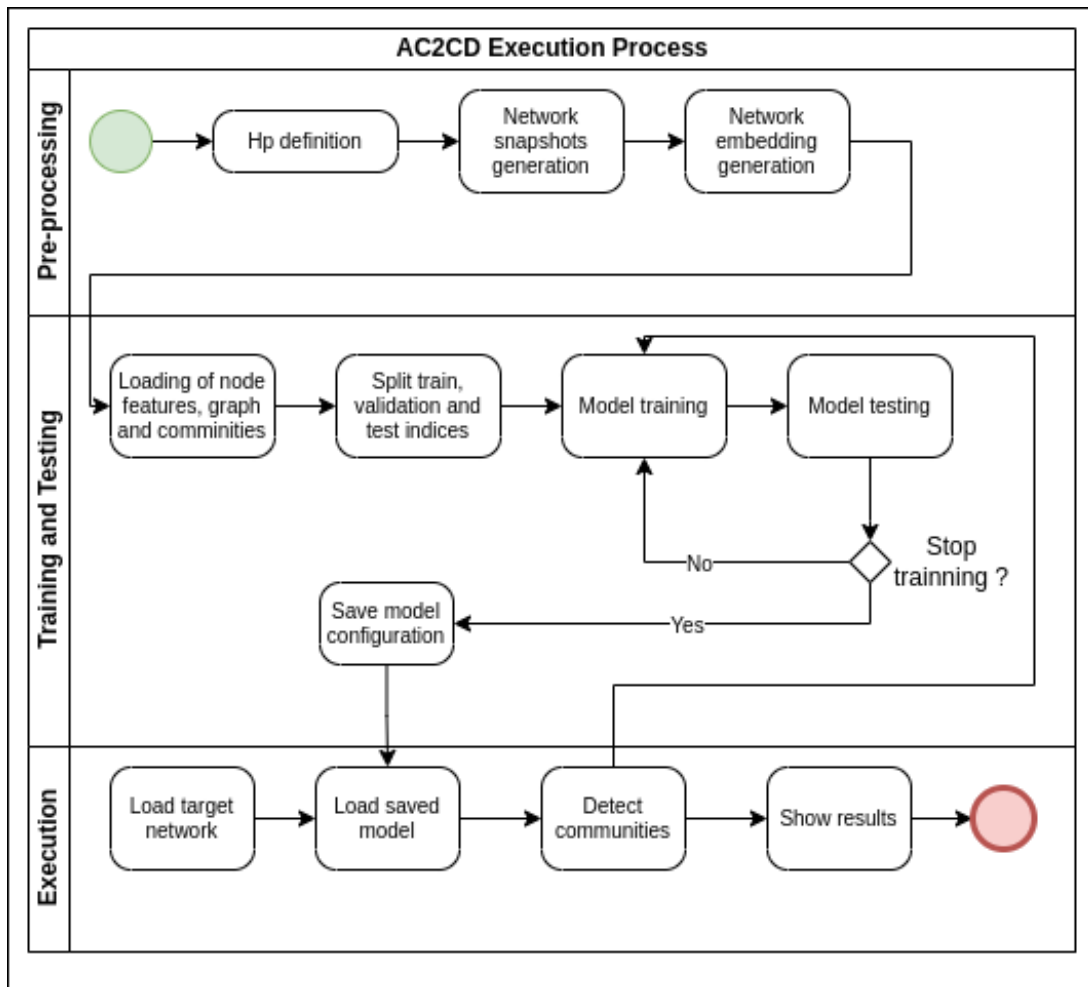 AC2CD Execution Process
Pre-processing
Hp definition
Network
snapshots
generation
Network
embedding
generation
Training and Testing
Loading of node
features, graph
and comminities
Split train,
validation and
test indices
Model training
Model testing
Stop
trainning ?
No
Yes
Save model
configuration
Execution
Load target
network
Load saved
model
Detect
communities
Show results